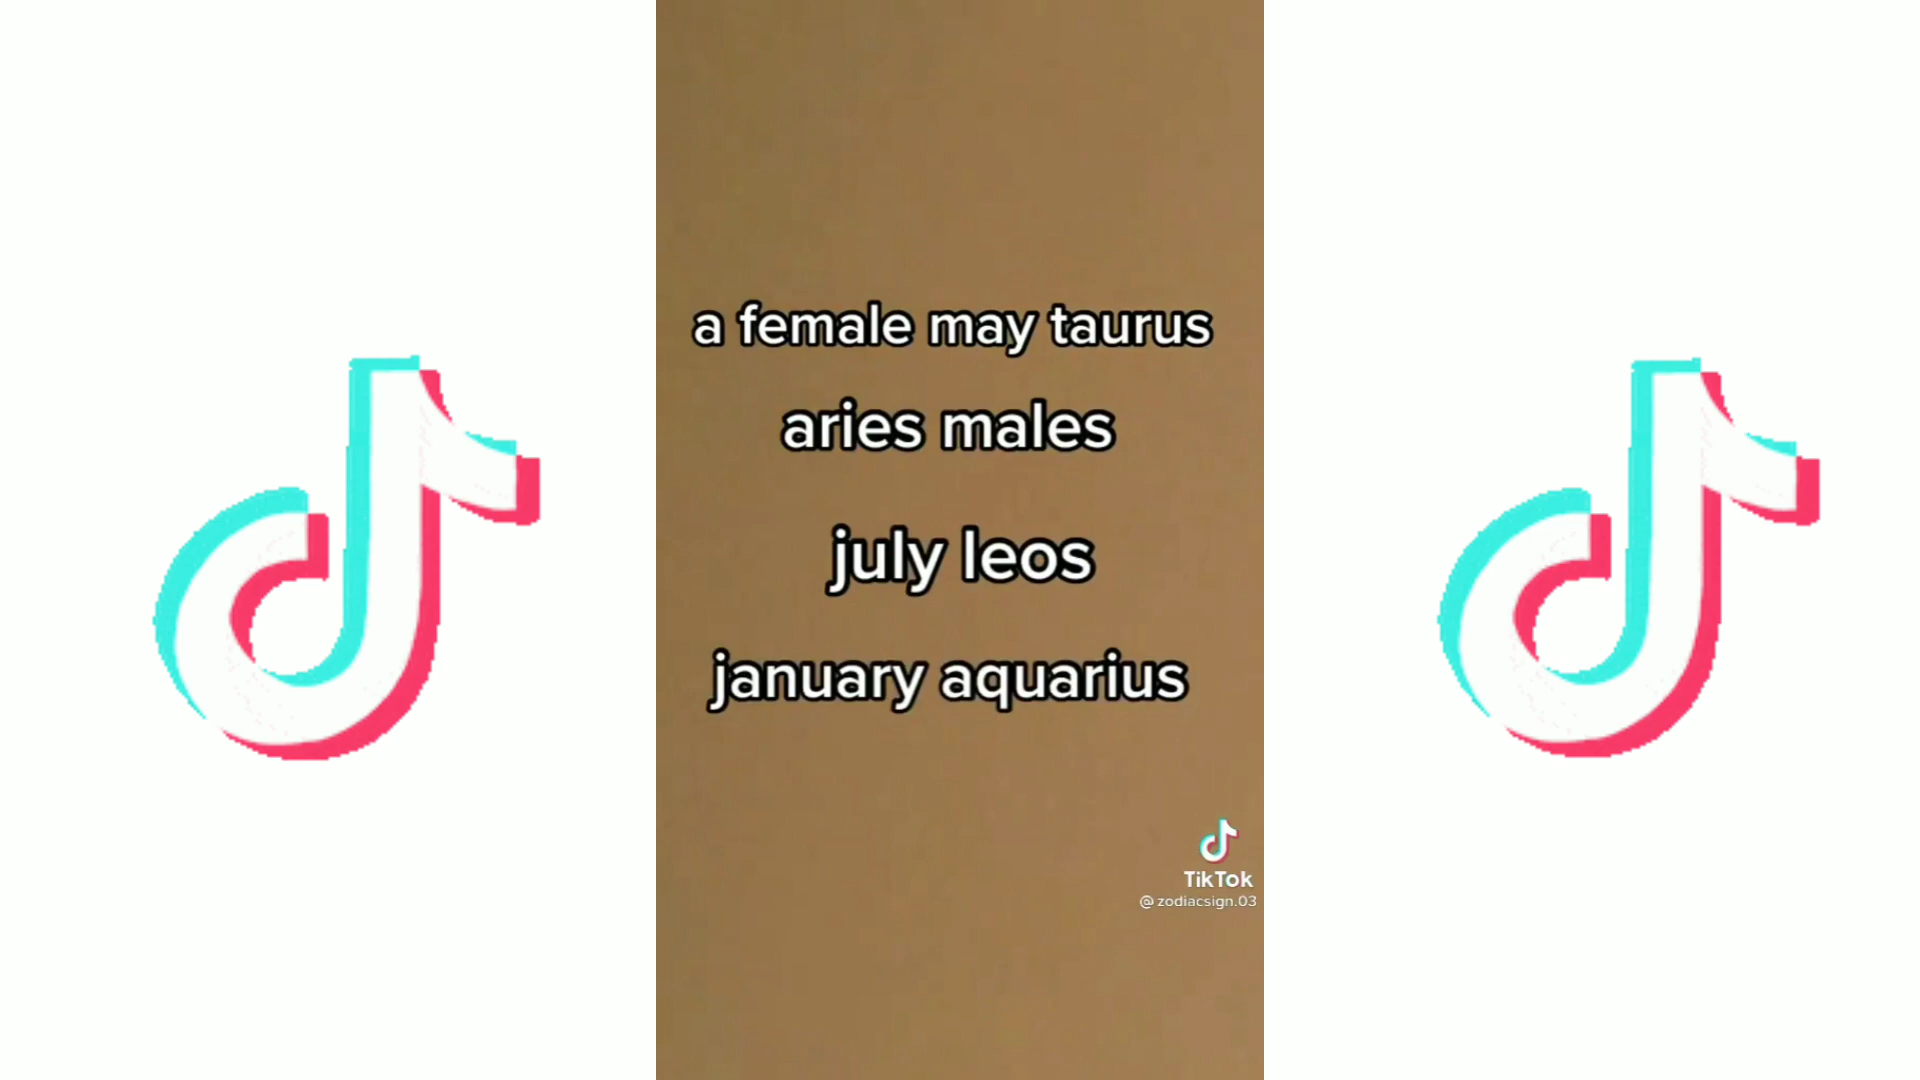 a female may taurus
aries males
july leos
january aquarius
TikTok
@zodiacsign.03